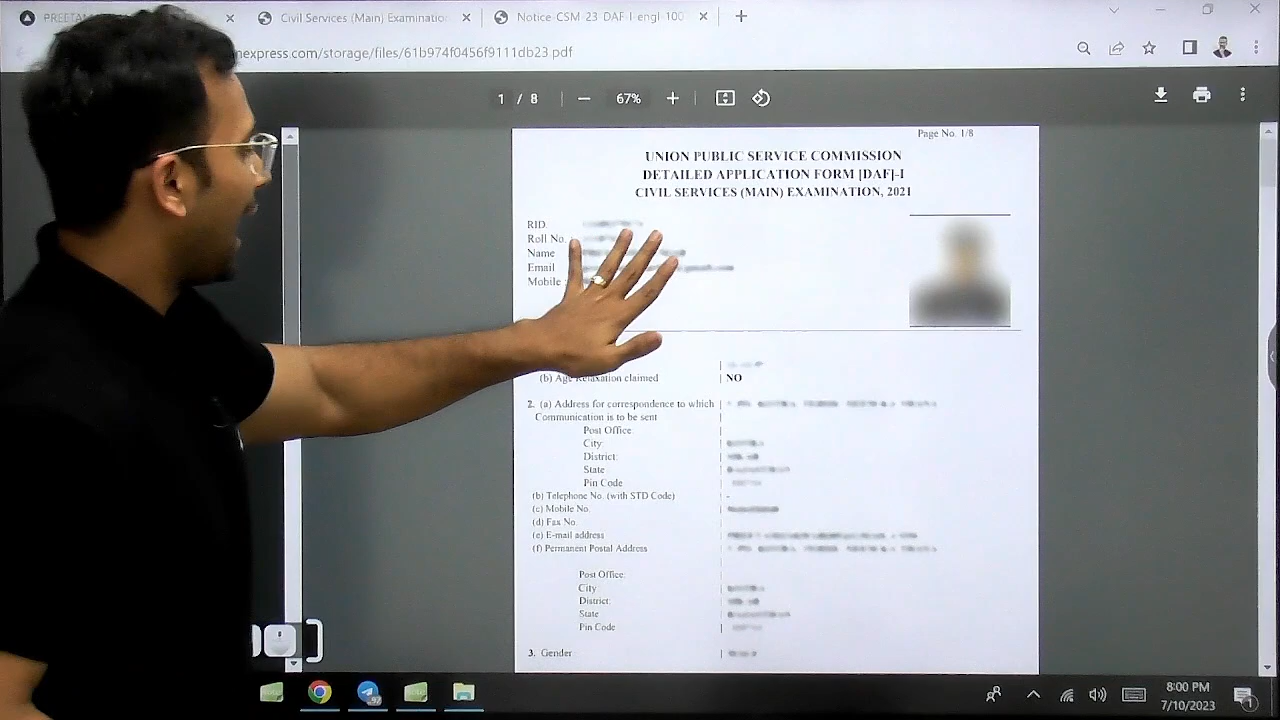 PREETA
Civil Services (Main) Examinatio
Notice-CSM-23-DAF-I-engl-100
nexpress.com/storage/files/61b974f0456f9111db23.pdf
1 / 8
67%
Page No. 1/8
UNION PUBLIC SERVICE COMMISSION
DETAILED APPLICATION FORM [DAF]-I
CIVIL SERVICES (MAIN) EXAMINATION, 2021
RID
Roll No.
Name
Email
Mobile :
(b) Age Relaxation claimed NO
2. (a) Address for correspondence to which
Communication is to be sent
Post Office:
City:
District:
State
Pin Code
(b) Telephone No. (with STD Code) -
(c) Mobile No.
(d) Fax No.
(e) E-mail address
(f) Permanent Postal Address
Post Office:
City
District:
State
Pin Code
3. Gender
8:00 PM
7/10/2023